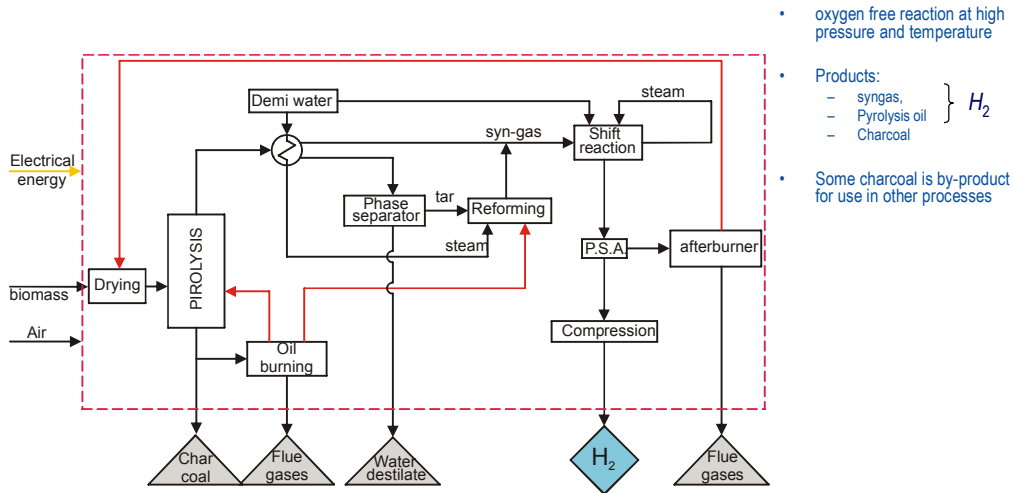 • oxygen free reaction at high
pressure and temperature
• Products:
– syngas,
– Pyrolysis oil
– Charcoal
} H2
• Some charcoal is by-product
for use in other processes
Demi water
steam
syn-gas
Shift
reaction
Electrical
energy
Phase
separator
tar
Reforming
steam
P.S.A.
afterburner
PIROLYSIS
Drying
biomass
Air
Compression
Oil
burning
Char
coal
Flue
gases
Water
destilate
H2
Flue
gases